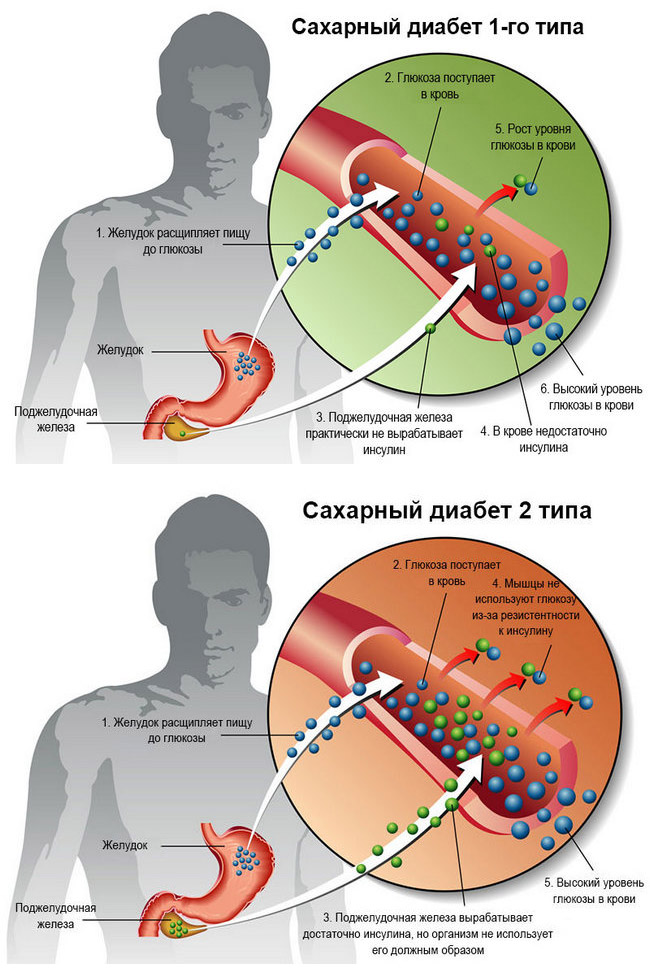 Сахарный диабет 1-го типа
2. Глюкоза поступает
в кровь
5. Рост уровня
глюкозы в крови
1. Желудок расщипляет пищу
до глюкозы
Желудок
Поджелудочная
железа
3. Поджелудочная железа
практически не вырабатывает
инсулин
4. В крове недостаточно
инсулина
6. Высокий уровень
глюкозы в крови
Сахарный диабет 2 типа
2. Глюкоза поступает
в кровь
4. Мышцы не
используют глюкозу
из-за резистентности
к инсулину
1. Желудок расщипляет пищу
до глюкозы
Желудок
Поджелудочная
железа
3. Поджелудочная железа вырабатывает
достаточно инсулина, но организм не использует
его должным образом
5. Высокий уровень
глюкозы в крови